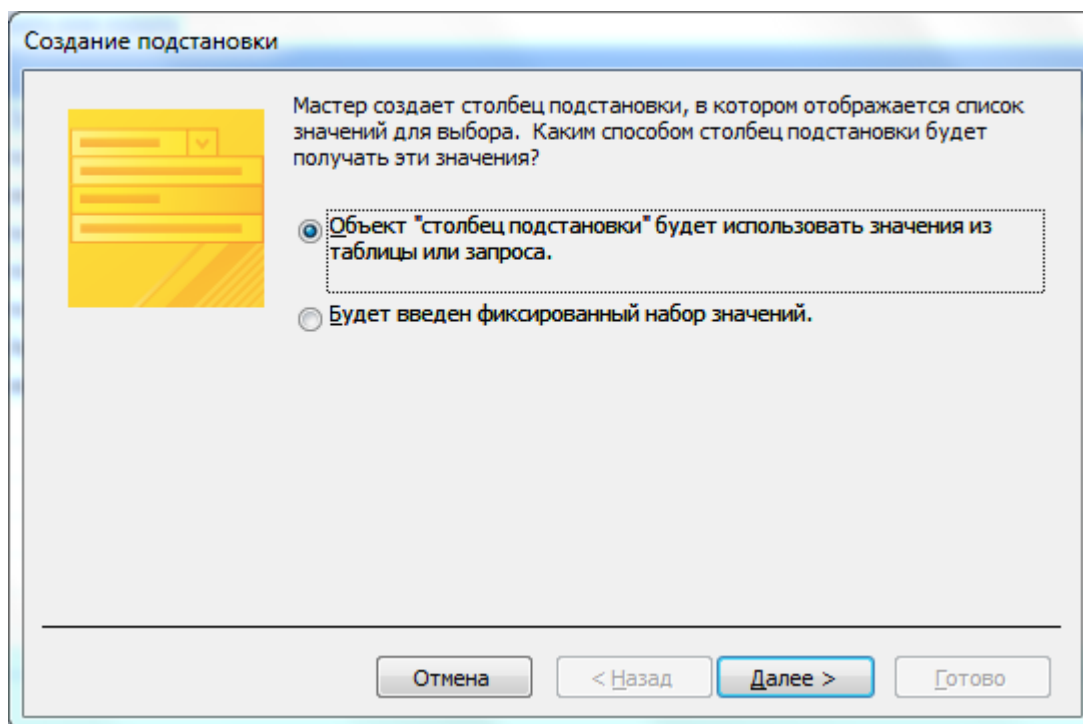 Создание подстановки
Мастер создает столбец подстановки, в котором отображается список
значений для выбора.  Каким способом столбец подстановки будет
получать эти значения?
Объект "столбец подстановки" будет использовать значения из
таблицы или запроса.
Будет введен фиксированный набор значений.
Отмена
< Назад
Далее >
Готово